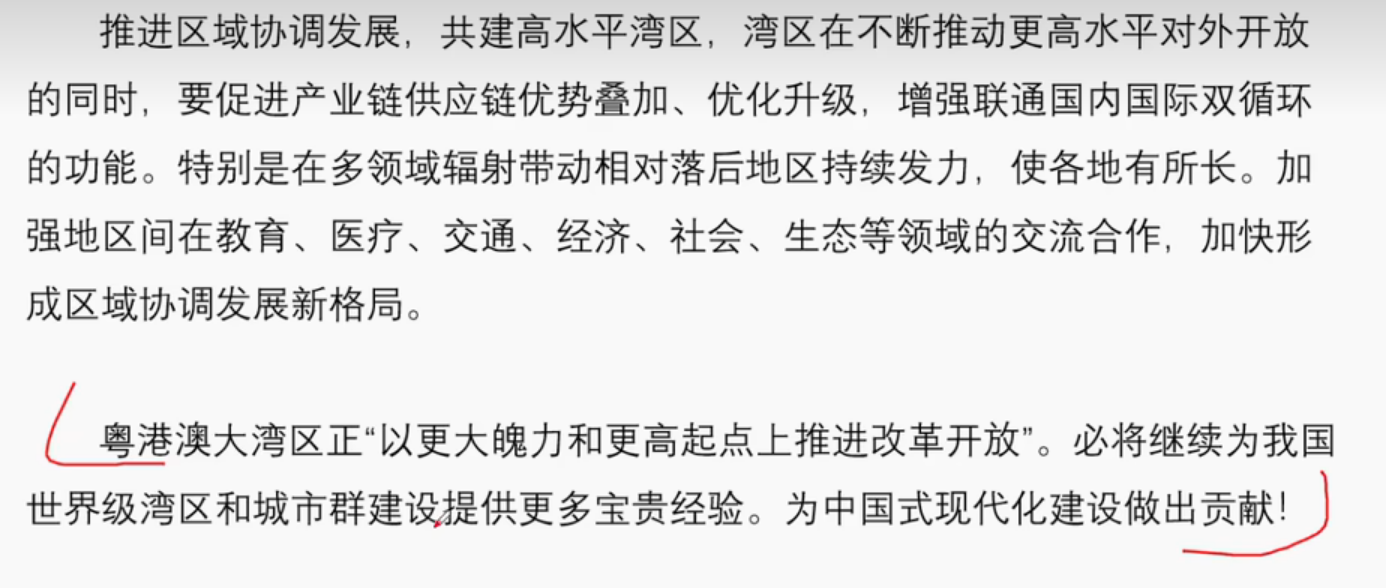 推进区域协调发展，共建高水平湾区，湾区在不断推动更高水平对外开放
的同时，要促进产业链供应链优势叠加、优化升级，增强联通国内国际双循环
的功能。特别是在多领域辐射带动相对落后地区持续发力，使各地有所长。加
强地区间在教育、医疗、交通、经济、社会、生态等领域的交流合作，加快形
成区域协调发展新格局。
粤港澳大湾区正“以更大魄力和更高起点上推进改革开放”。必将继续为我国
世界级湾区和城市群建设提供更多宝贵经验。为中国式现代化建设做出贡献！